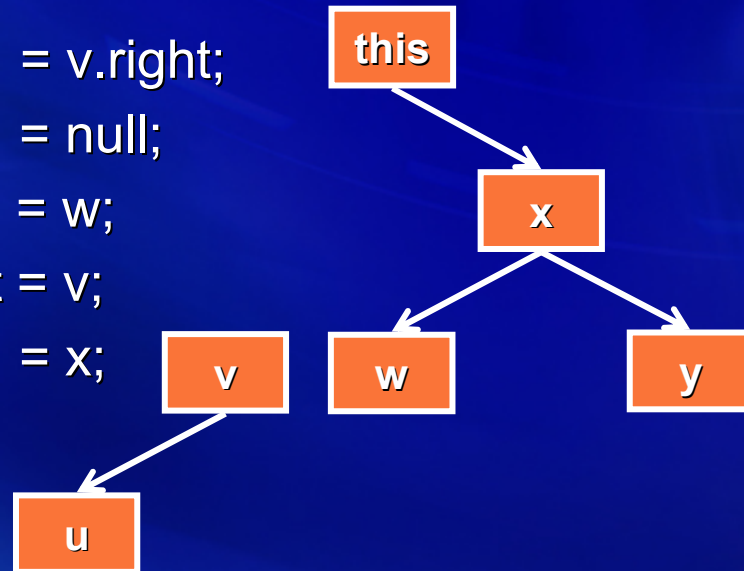 = v.right;
this
= null;
x
= w;
= v;
= x;
v
w
y
u